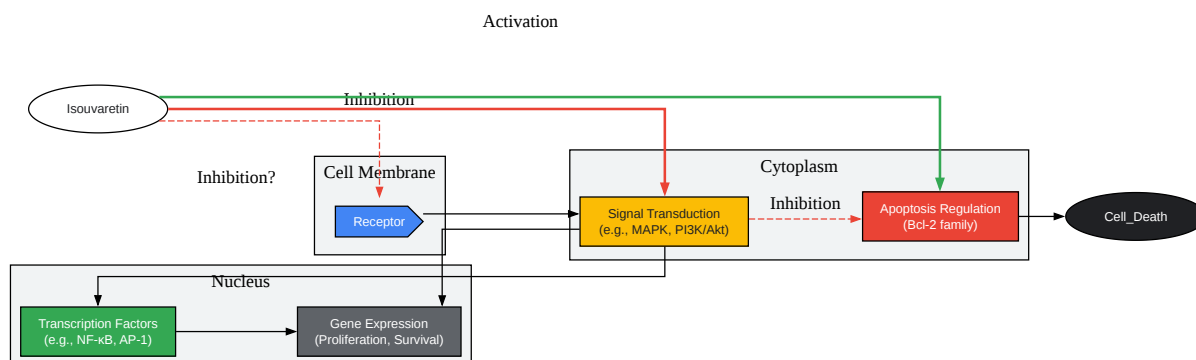 Activation
Isouvaretin
Inhibition
Inhibition?
Cell Membrane
Receptor
Cytoplasm
Signal Transduction
(e.g., MAPK, PI3K/Akt)
Inhibition
Apoptosis Regulation
(Bcl-2 family)
Cell_Death
Nucleus
Transcription Factors
(e.g., NF-κB, AP-1)
Gene Expression
(Proliferation, Survival)